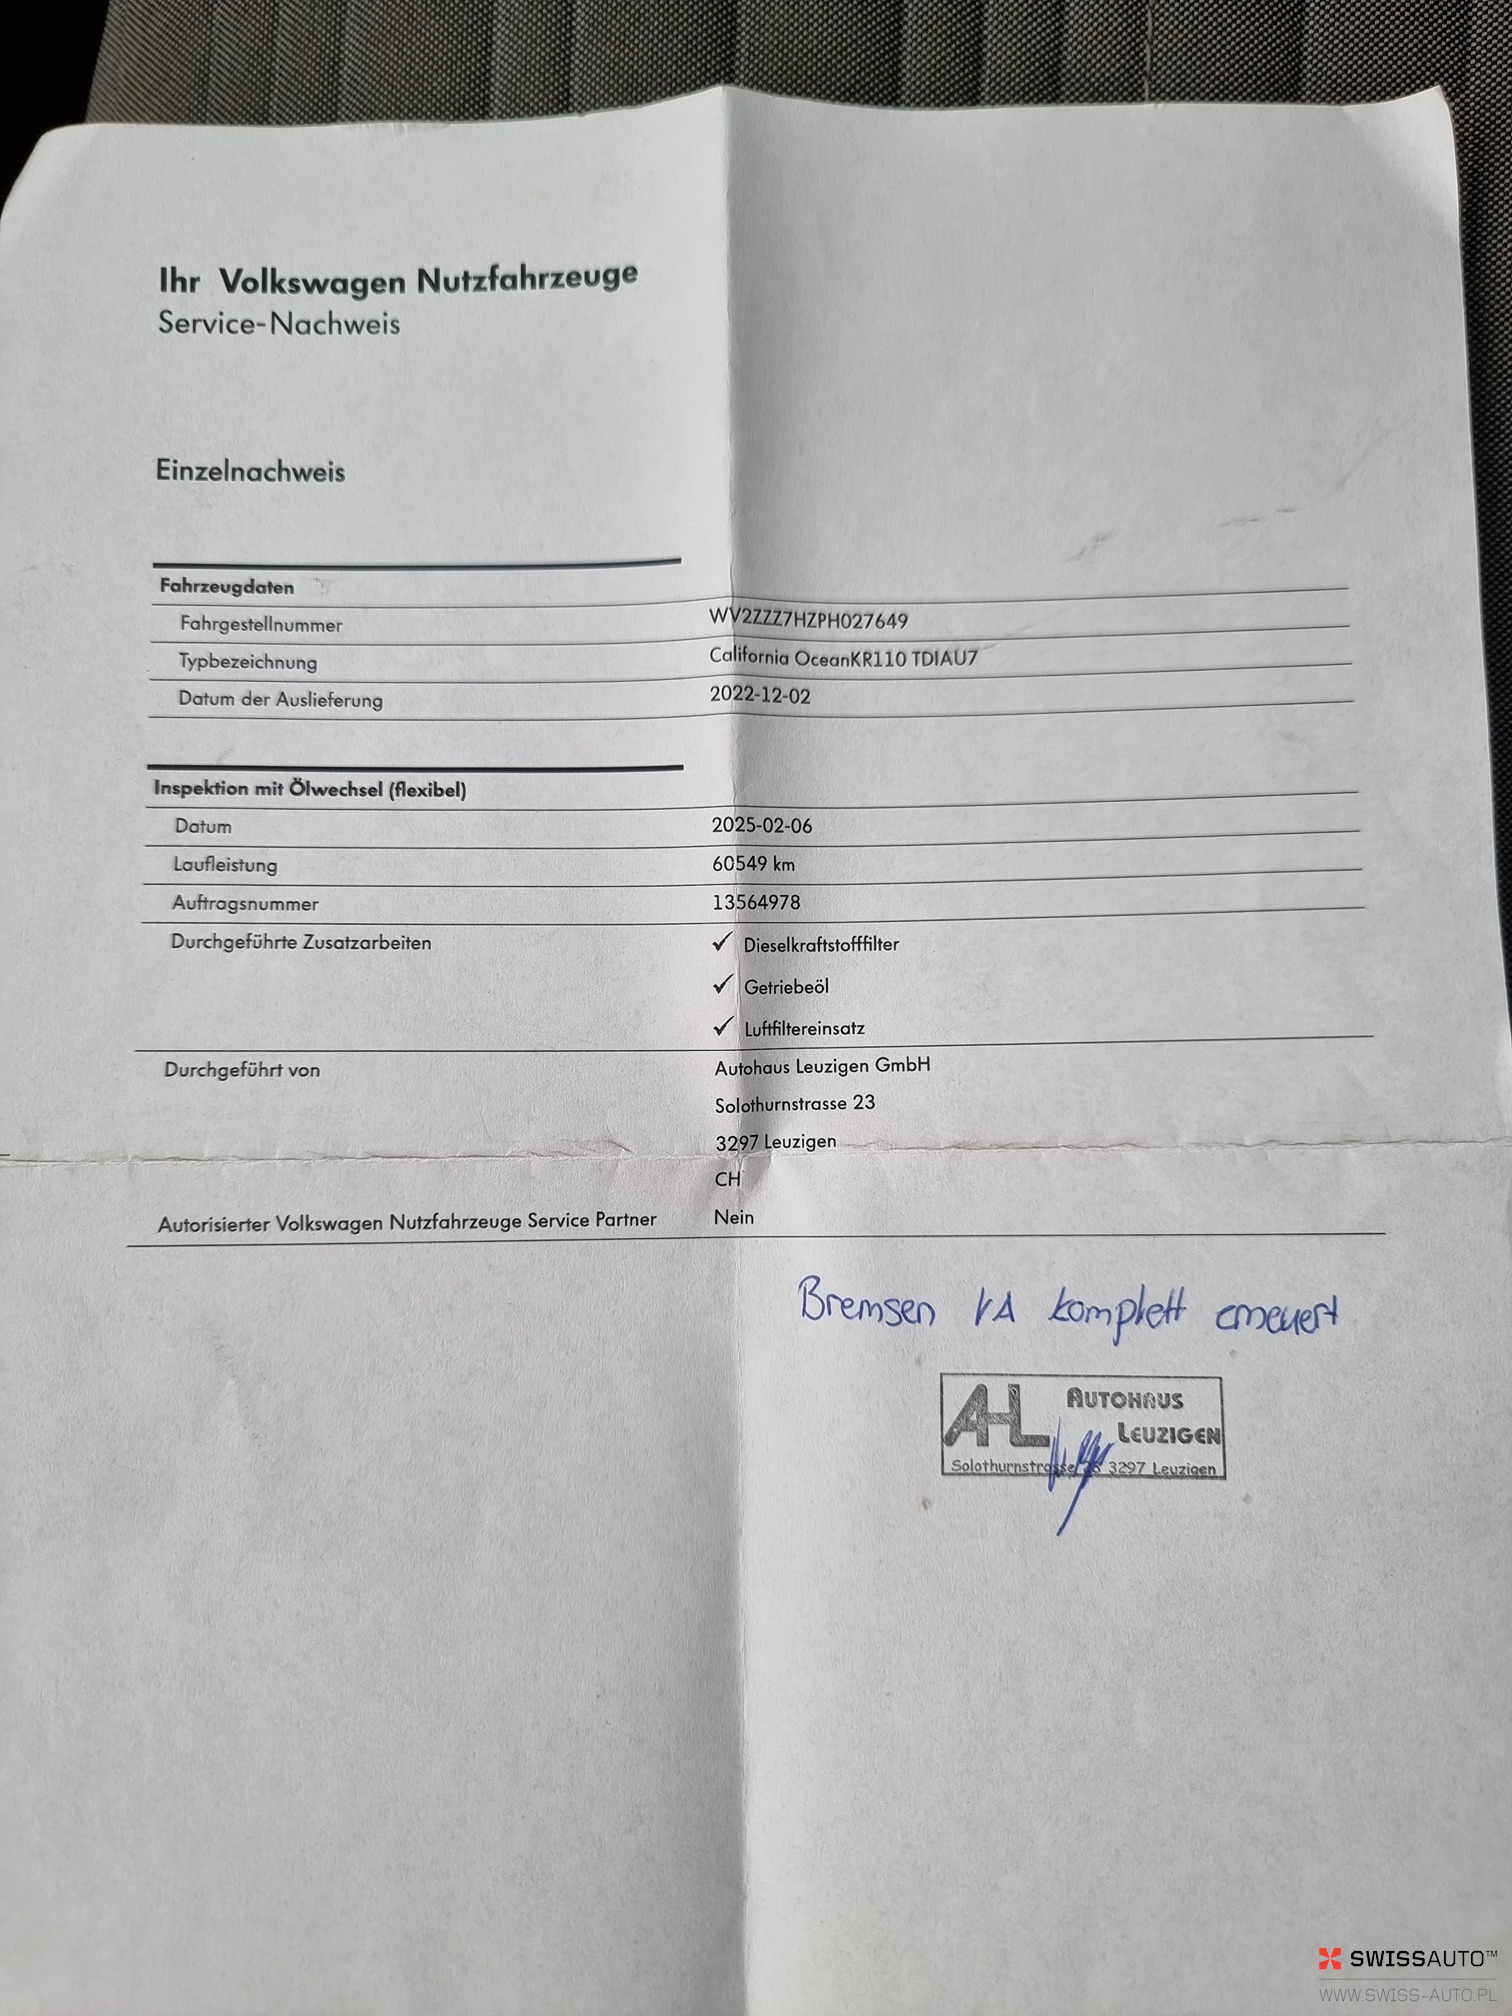 Ihr Volkswagen Nutzfahrzeuge
Service-Nachweis
Einzelnachweis
Fahrzeugdaten
Fahrgestellnummer WV2ZZZ7HZPH027649
Typbezeichnung California OceanKR110 TDIAU7
Datum der Auslieferung 2022-12-02
Inspektion mit Ölwechsel (flexibel)
Datum 2025-02-06
Laufleistung 60549 km
Auftragsnummer 13564978
Durchgeführte Zusatzarbeiten ✓ Dieselkraftstofffilter
✓ Getriebeöl
✓ Luftfiltereinsatz
Durchgeführt von Autohaus Leuzigen GmbH
Solothurnstrasse 23
3297 Leuzigen
CH
Autorisierter Volkswagen Nutzfahrzeuge Service Partner Nein
Bremsen VA komplett erneuert
AHL AUTOHAUS
LEUZIGEN
Solothurnstrasse 3297 Leuzigen
SWISSAUTO™
WWW.SWISS-AUTO.PL